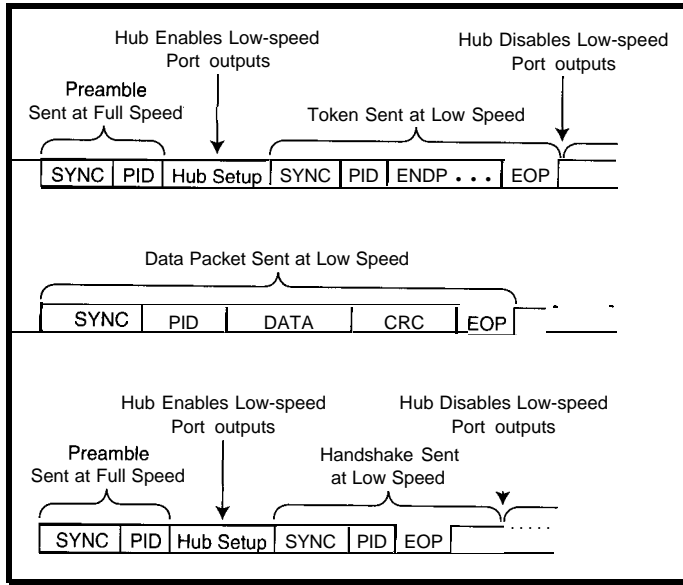 Hub Enables Low-speed
Port outputs
Hub Disables Low-speed
Port outputs
Preamble
Sent at Full Speed
Token Sent at Low Speed
SYNC PID Hub Setup SYNC PID ENDP • • • EOP
Data Packet Sent at Low Speed
SYNC PID DATA CRC EOP
Hub Enables Low-speed
Port outputs
Hub Disables Low-speed
Port outputs
Preamble
Sent at Full Speed
Handshake Sent
at Low Speed
SYNC PID Hub Setup SYNC PID EOP